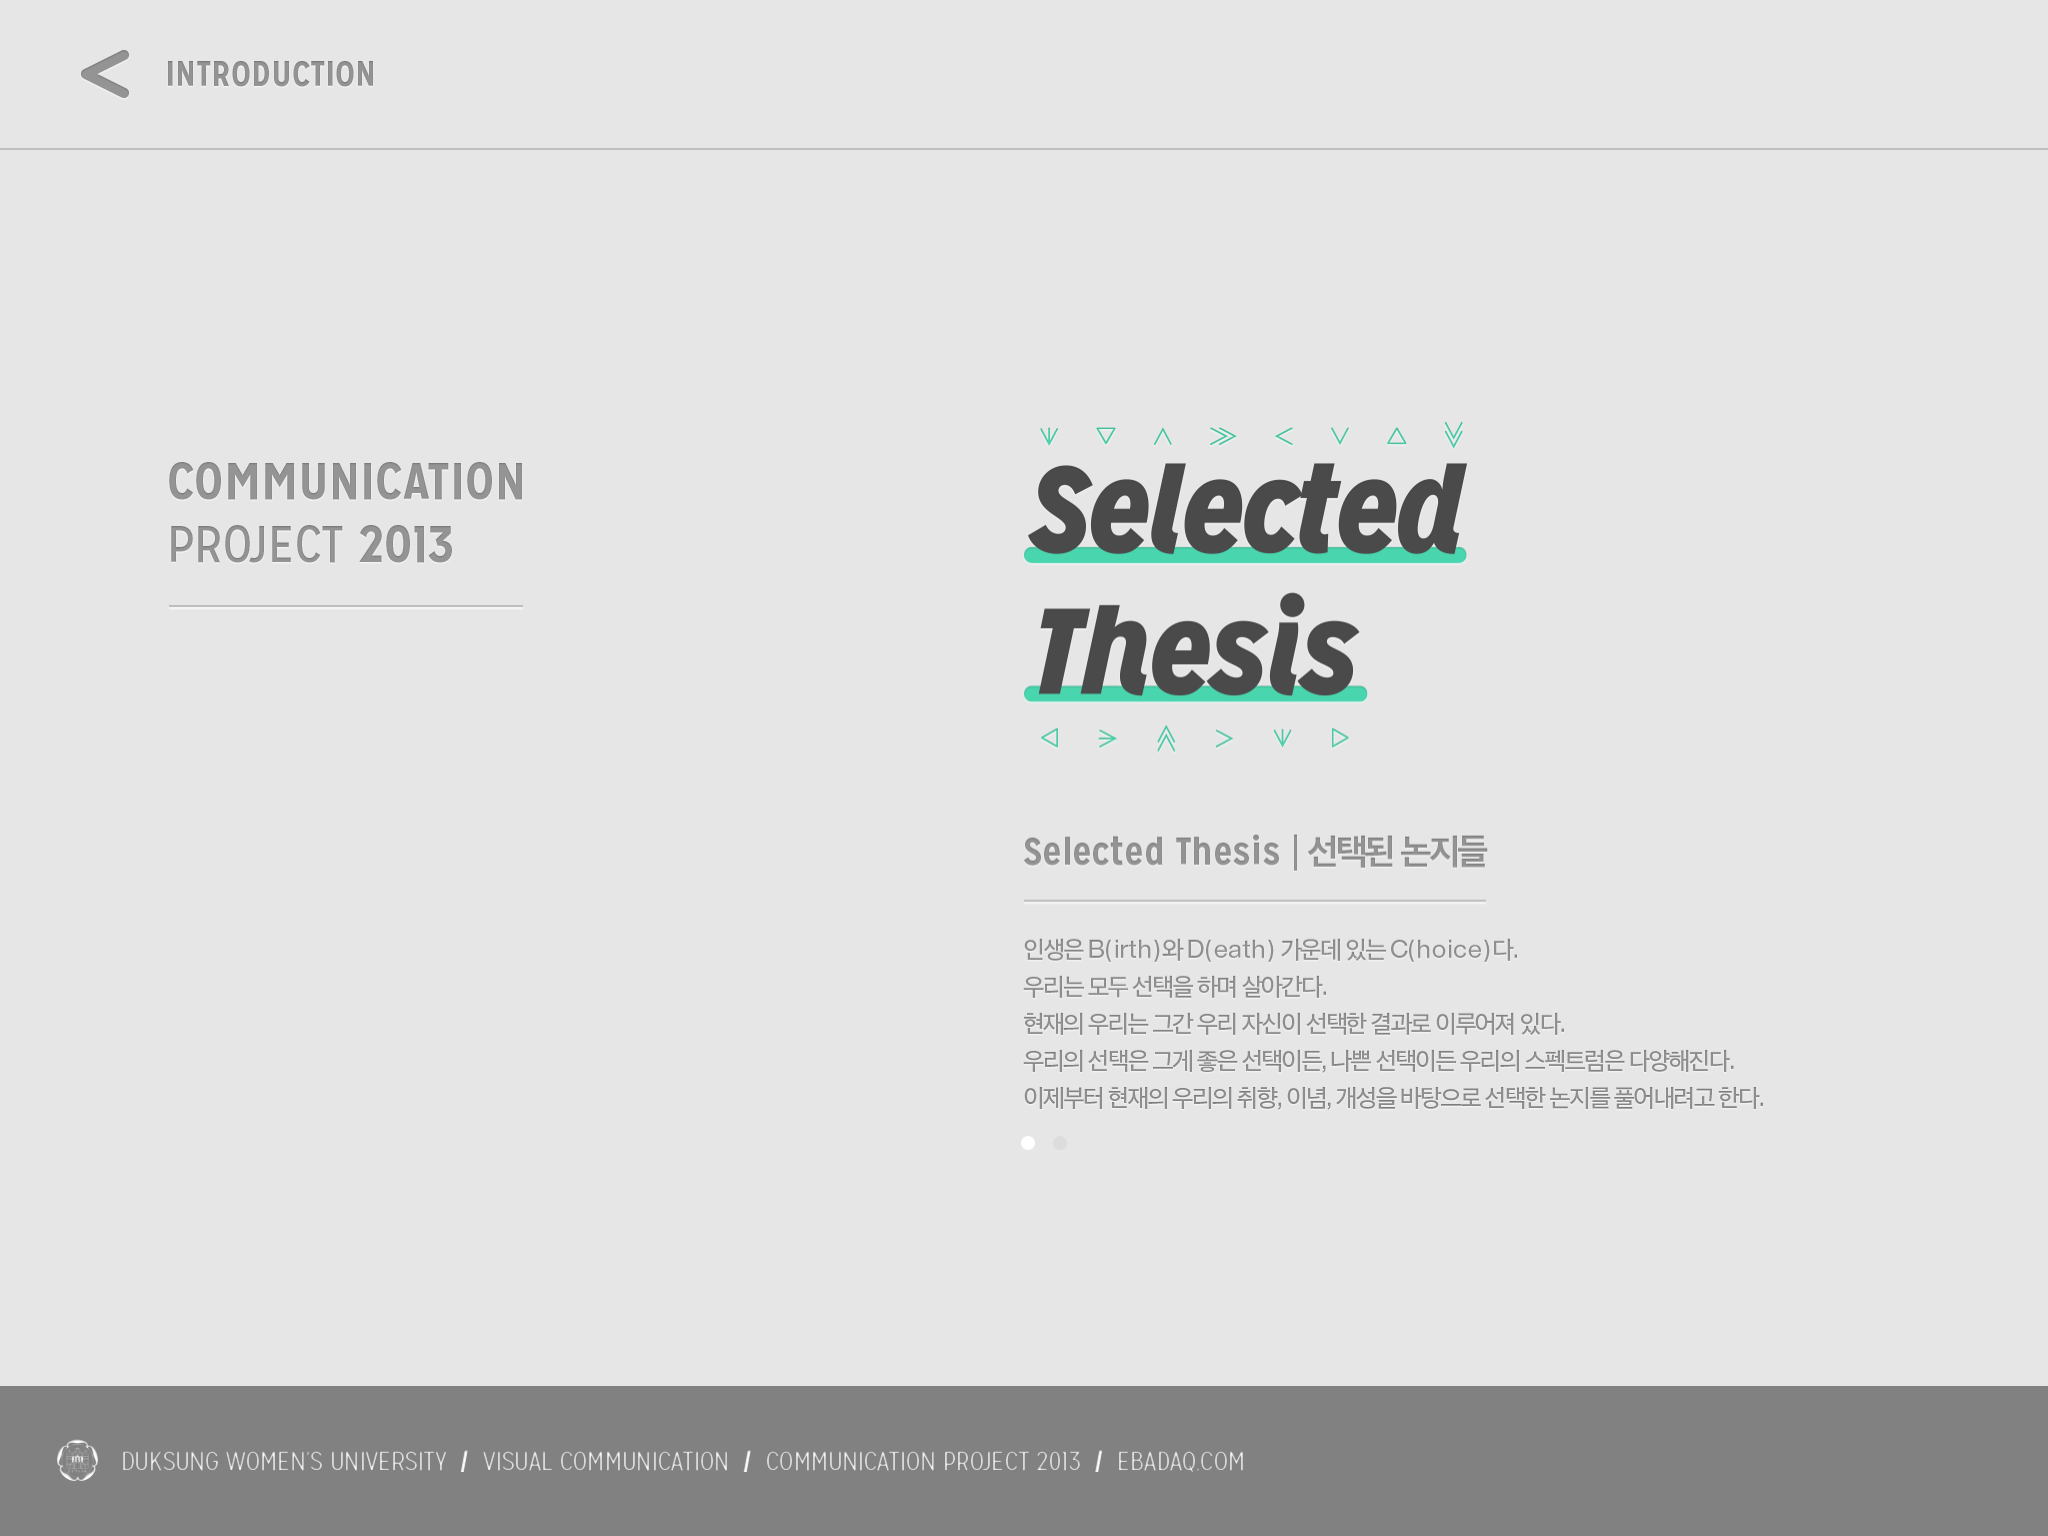 INTRODUCTION
COMMUNICATION
PROJECT 2013
Selected
Thesis
Selected Thesis | 선택된 논지들
인생은 B(irth)와 D(eath) 가운데 있는 C(hoice)다.
우리는 모두 선택을 하며 살아간다.
현재의 우리는 그간 우리 자신이 선택한 결과로 이루어져 있다.
우리의 선택은 그게 좋은 선택이든, 나쁜 선택이든 우리의 스펙트럼은 다양해진다.
이제부터 현재의 우리의 취향, 이념, 개성을 바탕으로 선택한 논지를 풀어내려고 한다.
DUKSUNG WOMEN'S UNIVERSITY / VISUAL COMMUNICATION / COMMUNICATION PROJECT 2013 / EBADAQ.COM